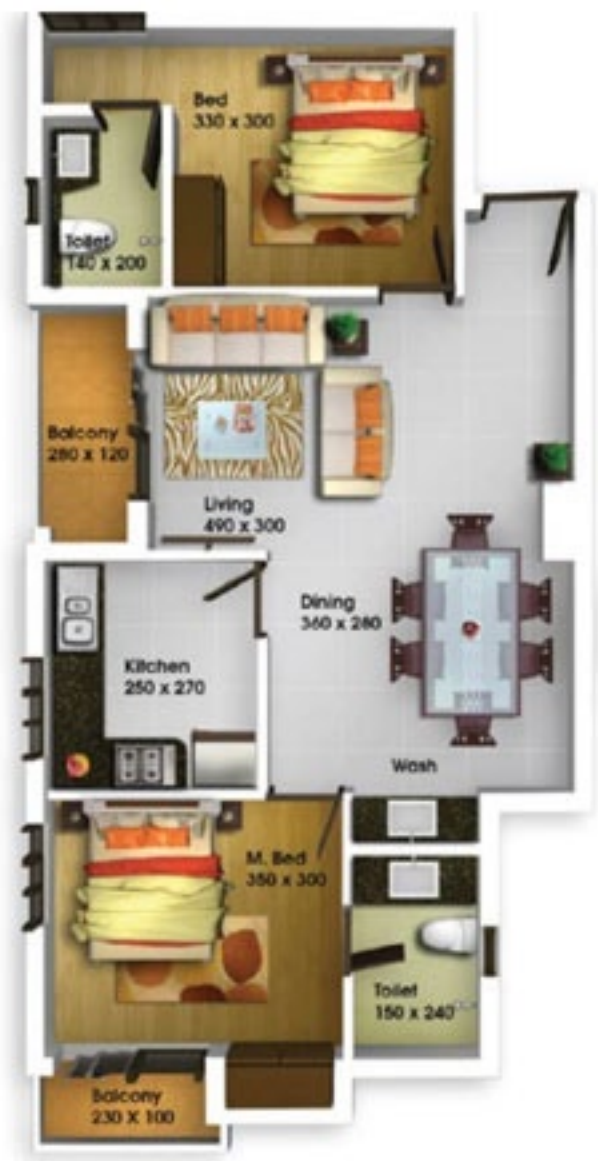 Bed
330 x 300
Toilet
140 x 200
Balcony
280 x 120
Living
490 x 300
Dining
360 x 280
Kitchen
250 x 270
Wash
M. Bed
350 x 300
Toilet
150 x 240
Balcony
230 X 100